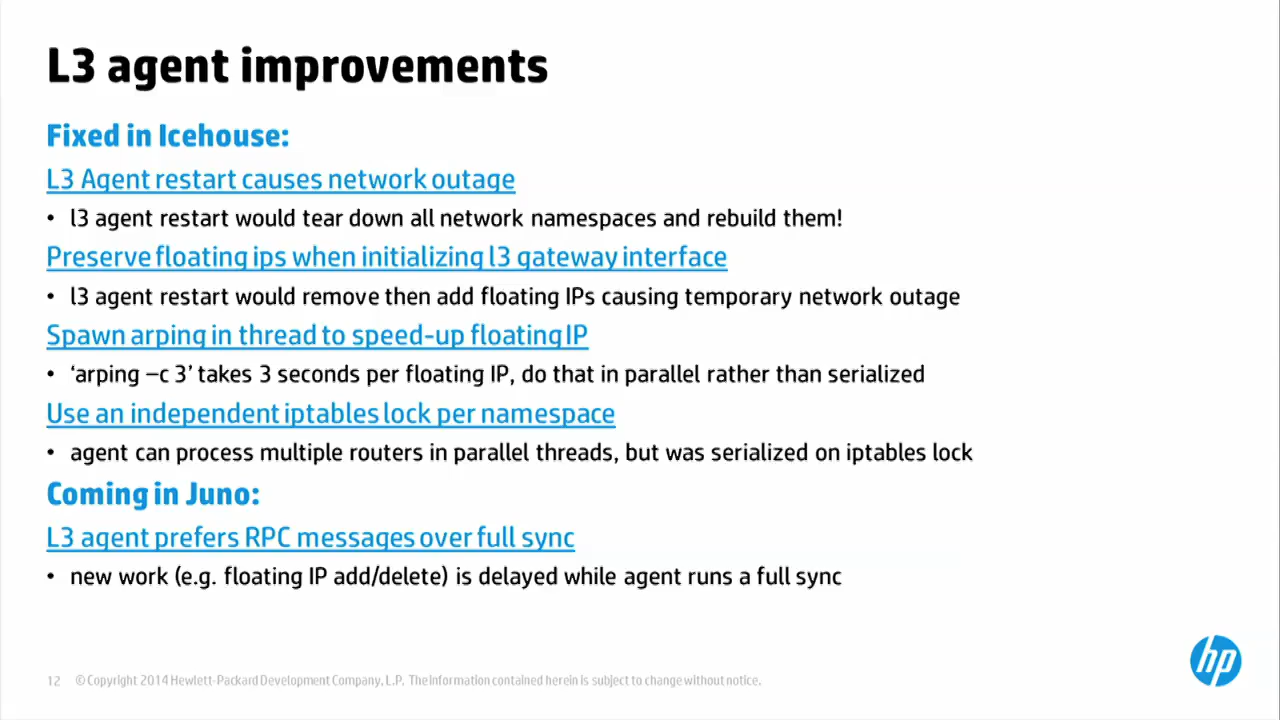 L3 agent improvements
Fixed in Icehouse:
L3 Agent restart causes network outage
• l3 agent restart would tear down all network namespaces and rebuild them!
Preserve floating ips when initializing l3 gateway interface
• l3 agent restart would remove then add floating IPs causing temporary network outage
Spawn arping in thread to speed-up floating IP
• ‘arping –c 3’ takes 3 seconds per floating IP, do that in parallel rather than serialized
Use an independent iptables lock per namespace
• agent can process multiple routers in parallel threads, but was serialized on iptables lock
Coming in Juno:
L3 agent prefers RPC messages over full sync
• new work (e.g. floating IP add/delete) is delayed while agent runs a full sync
12 © Copyright 2014 Hewlett-Packard Development Company, L.P. The information contained herein is subject to change without notice.
hp